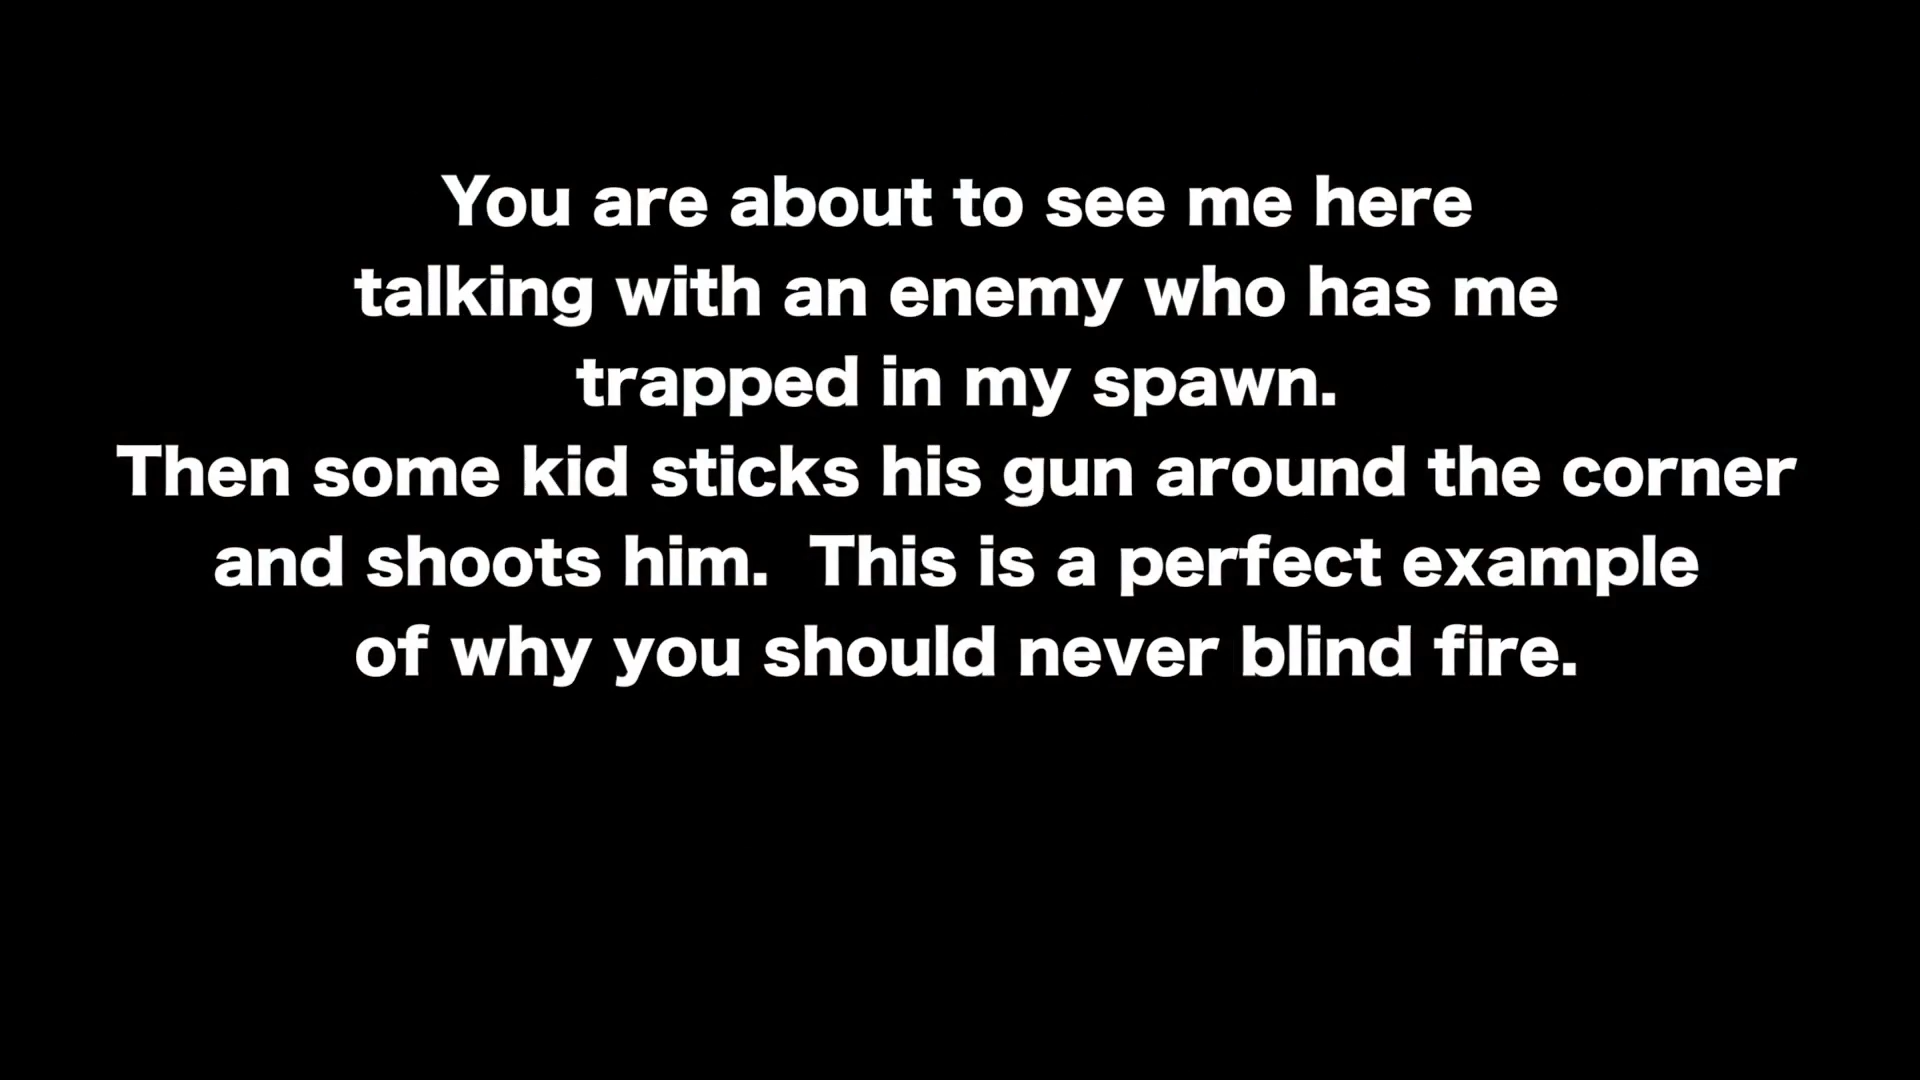 You are about to see me here
talking with an enemy who has me
trapped in my spawn.
Then some kid sticks his gun around the corner
and shoots him.  This is a perfect example
of why you should never blind fire.